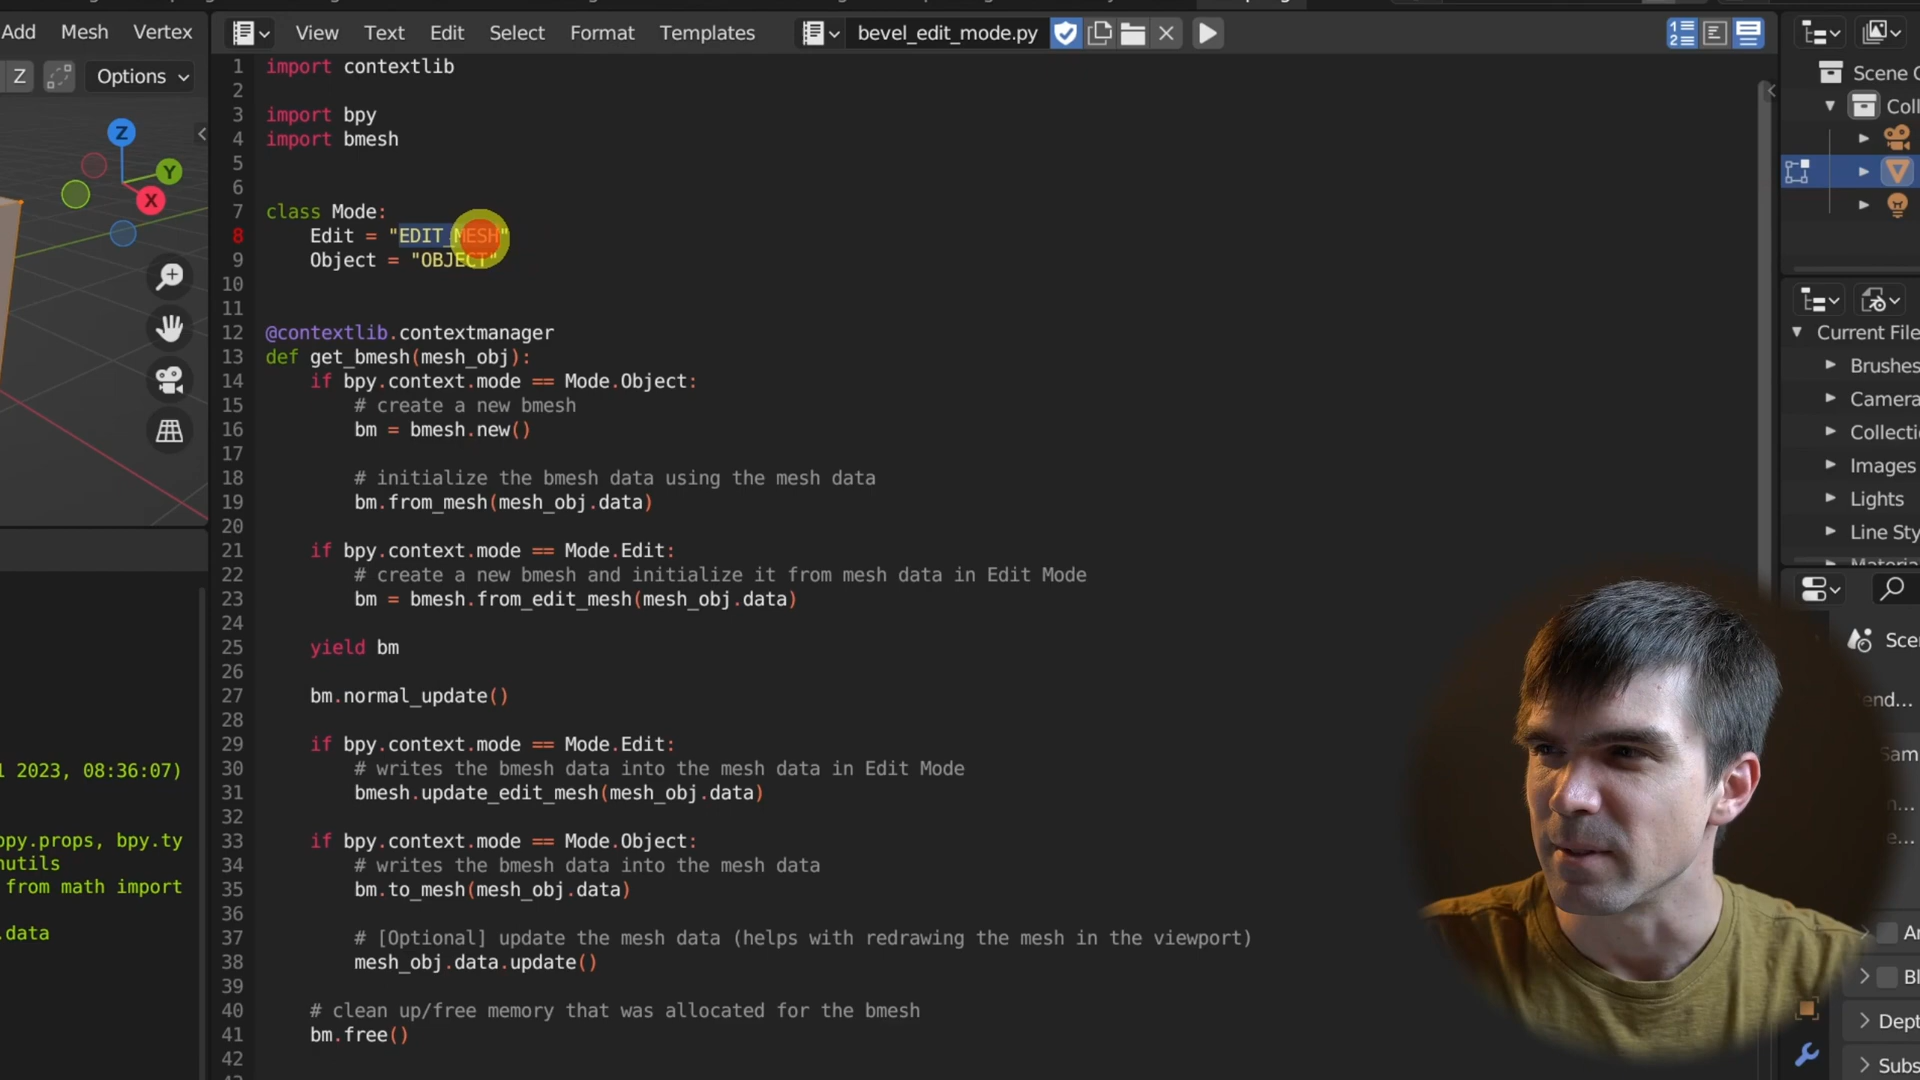 Add Mesh Vertex
View Text Edit Select Format Templates bevel_edit_mode.py
Z Options
Z
Y
X
1 import contextlib
2
3 import bpy
4 import bmesh
5
6
7 class Mode:
8 Edit = "EDIT_MESH"
9 Object = "OBJECT"
10
11
12 @contextlib.contextmanager
13 def get_bmesh(mesh_obj):
14 if bpy.context.mode == Mode.Object:
15 # create a new bmesh
16 bm = bmesh.new()
17
18 # initialize the bmesh data using the mesh data
19 bm.from_mesh(mesh_obj.data)
20
21 if bpy.context.mode == Mode.Edit:
22 # create a new bmesh and initialize it from mesh data in Edit Mode
23 bm = bmesh.from_edit_mesh(mesh_obj.data)
24
25 yield bm
26
27 bm.normal_update()
28
29 if bpy.context.mode == Mode.Edit:
30 # writes the bmesh data into the mesh data in Edit Mode
31 bmesh.update_edit_mesh(mesh_obj.data)
32
33 if bpy.context.mode == Mode.Object:
34 # writes the bmesh data into the mesh data
35 bm.to_mesh(mesh_obj.data)
36
37 # [Optional] update the mesh data (helps with redrawing the mesh in the viewport)
38 mesh_obj.data.update()
39
40 # clean up/free memory that was allocated for the bmesh
41 bm.free()
42
2023, 08:36:07)
bpy.props, bpy.ty
from math import
.data
Scene C
Coll
Current File
Brushes
Camera
Collecti
Images
Lights
Line Sty
Scen
end...
Sam
Depth
Subs